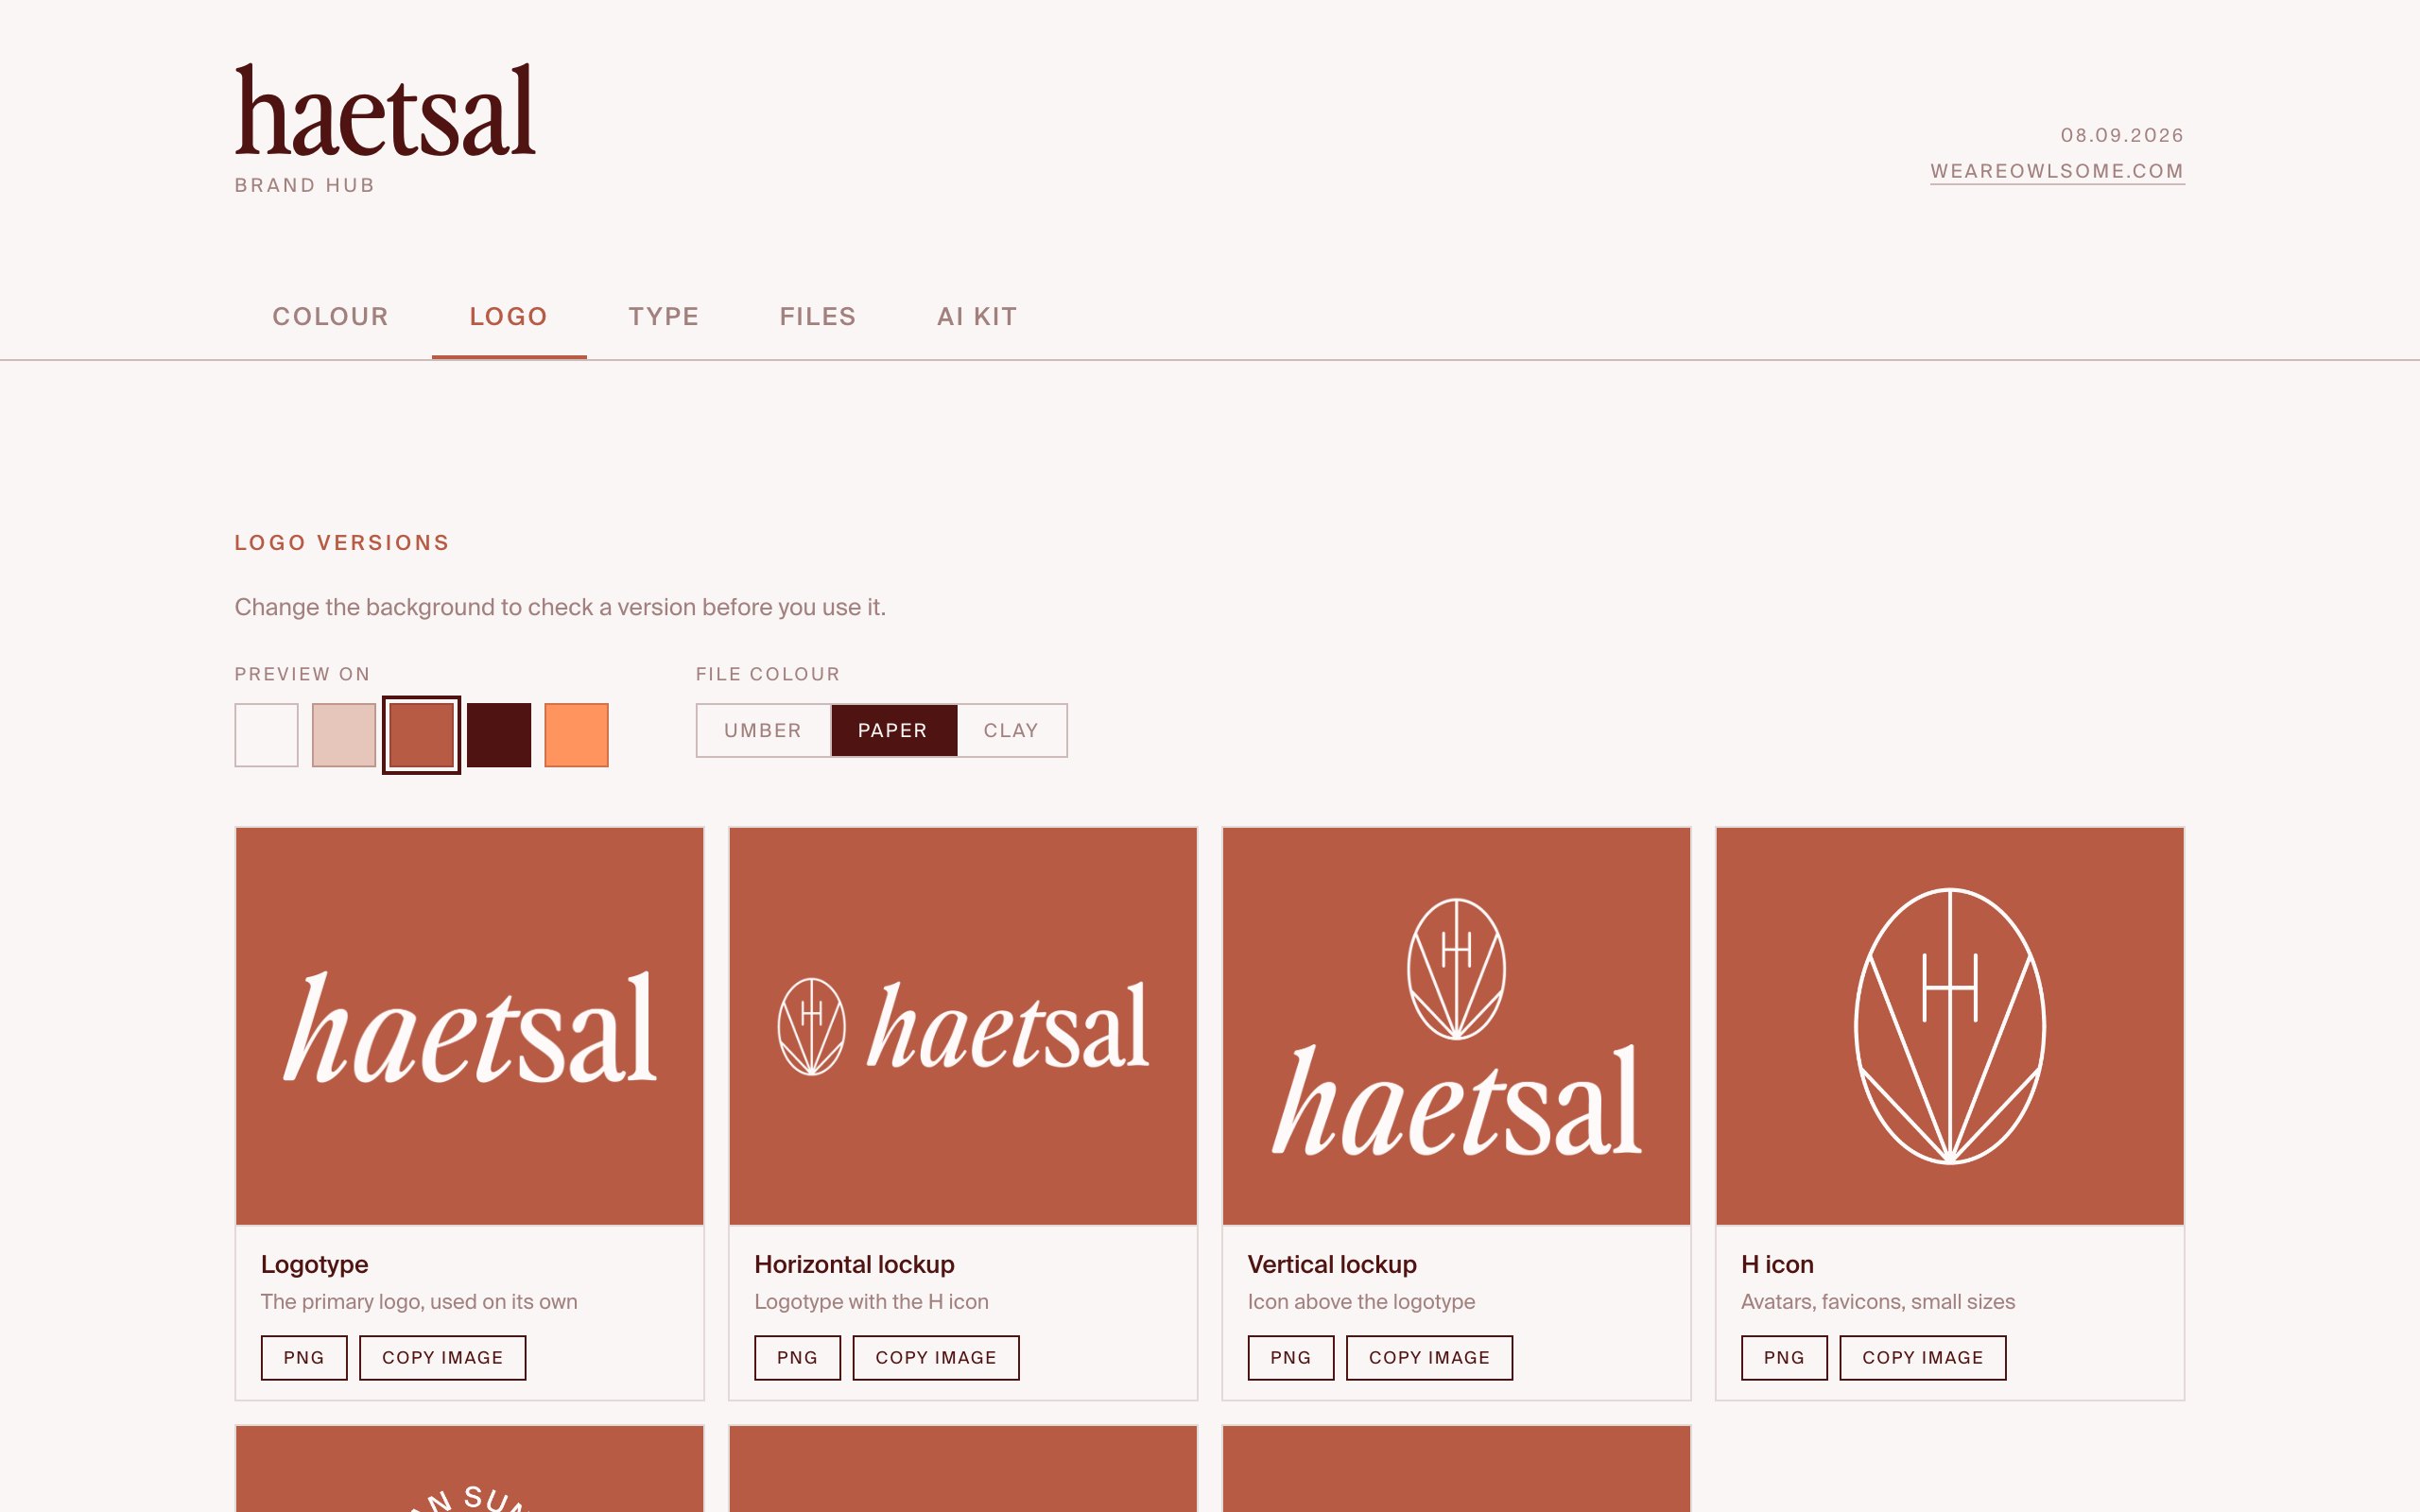 haetsal
BRAND HUB
08.09.2026
WEAREOWLSOME.COM
COLOUR LOGO TYPE FILES AI KIT
LOGO VERSIONS
Change the background to check a version before you use it.
PREVIEW ON
FILE COLOUR
UMBER PAPER CLAY
haetsal
H haetsal
H
haetsal
H
Logotype
The primary logo, used on its own
PNG COPY IMAGE
Horizontal lockup
Logotype with the H icon
PNG COPY IMAGE
Vertical lockup
Icon above the logotype
PNG COPY IMAGE
H icon
Avatars, favicons, small sizes
PNG COPY IMAGE